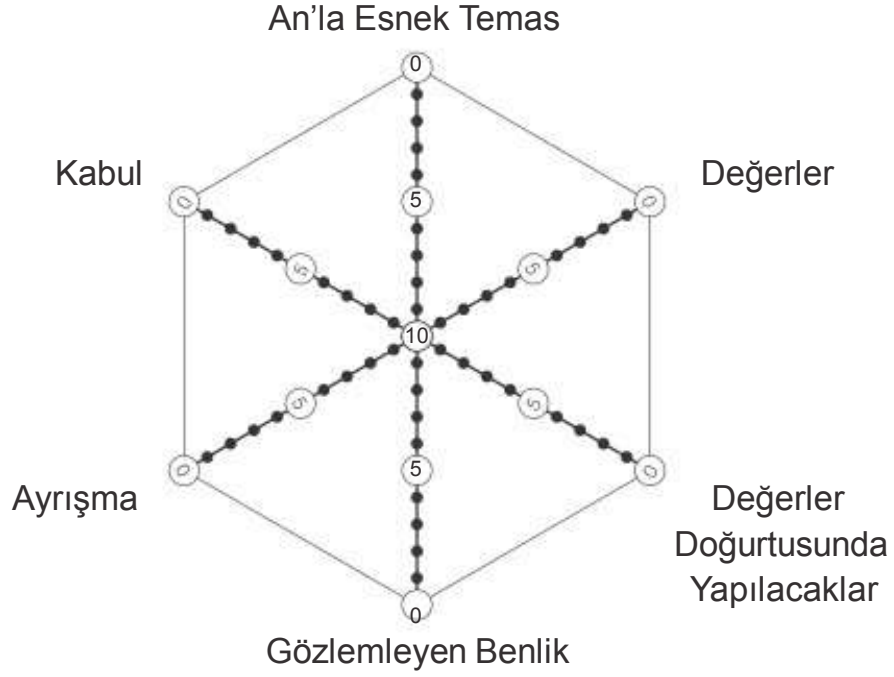 An’la Esnek Temas
0
Kabul
Değerler
0
5
0
5
5
10
5
5
0
5
0
Ayrışma
Değerler
Doğurtusunda
Yapılacaklar
0
Gözlemleyen Benlik